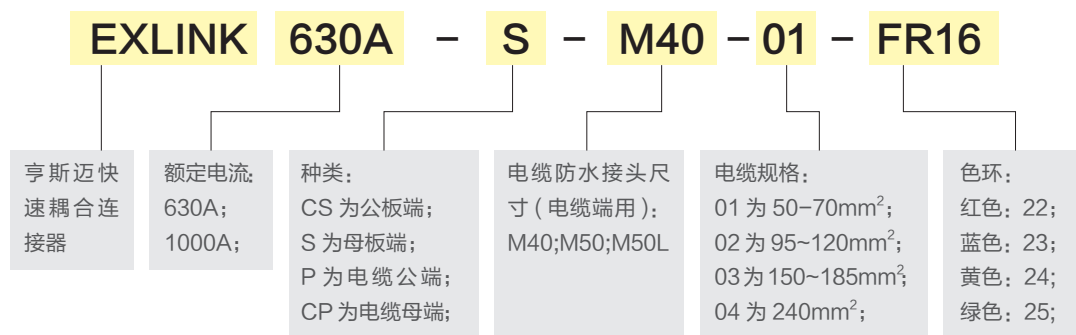 EXLINK 630A - S - M40 - 01 - FR16
亨斯迈快
速耦合连
接器
额定电流:
630A；
1000A；
种类：
CS 为公板端；
S 为母板端；
P 为电缆公端；
CP 为电缆母端；
电缆防水接头尺
寸 ( 电缆端用 )：
M40;M50;M50L
电缆规格：
01 为 50-70mm²；
02 为 95~120mm²；
03 为 150~185mm²；
04 为 240mm²；
色环：
红色：22；
蓝色：23；
黄色：24；
绿色：25；